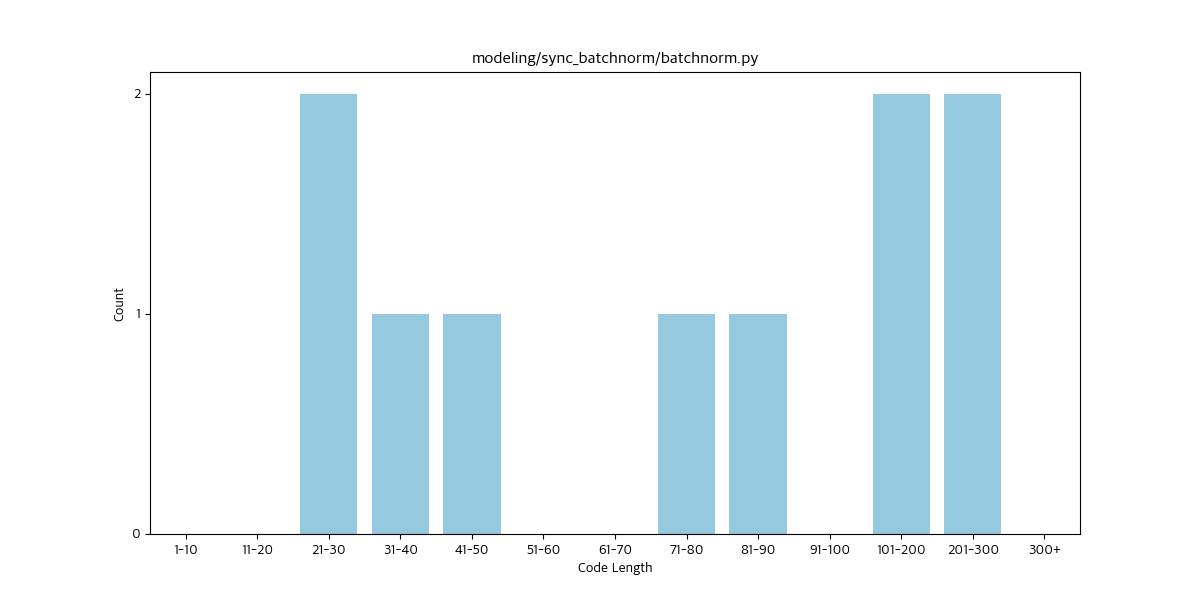 modeling/sync_batchnorm/batchnorm.py
Count
2
1
0
1-10 11-20 21-30 31-40 41-50 51-60 61-70 71-80 81-90 91-100 101-200 201-300 300+
Code Length